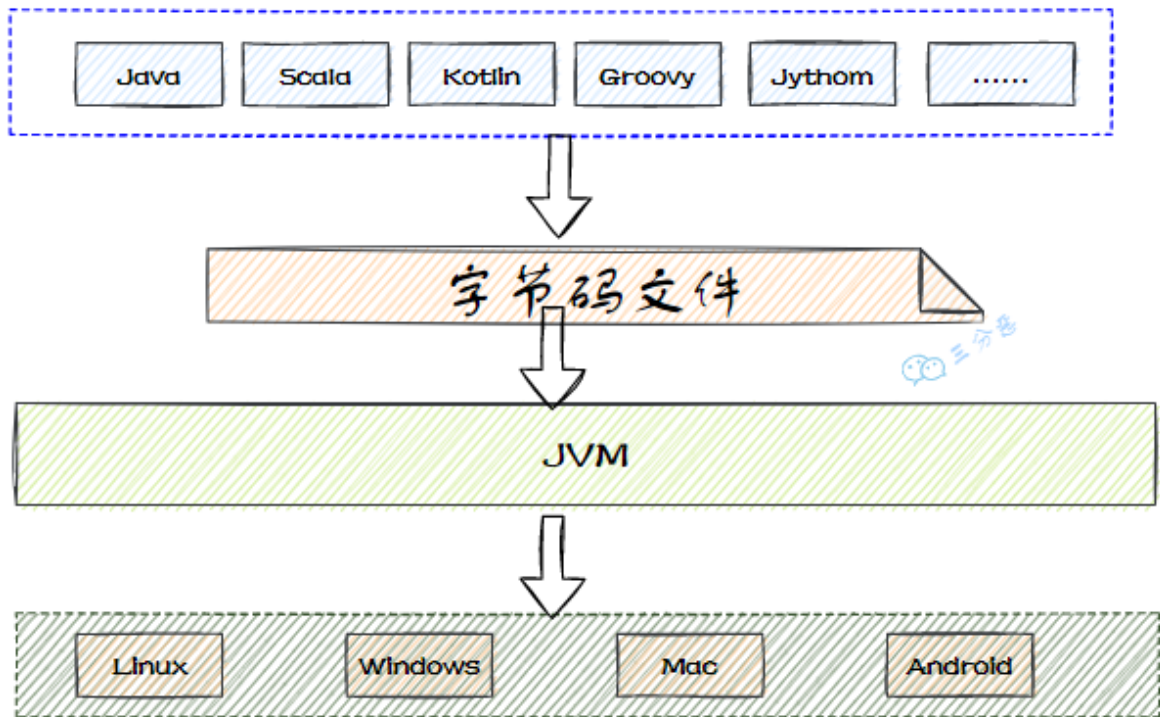 Java Scala Kotlin Groovy Jythom ......
字节码文件
三分恶
JVM
Linux Windows Mac Android